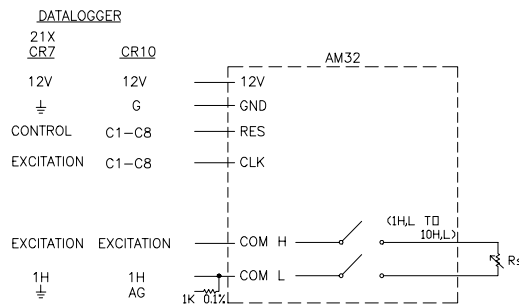 DATALOGGER
21X
CR7 CR10 AM32
12V 12V 12V
G GND
CONTROL C1-C8 RES
EXCITATION C1-C8 CLK
(1H,L TO
10H,L)
EXCITATION EXCITATION COM H
Rs
1H 1H COM L
AG 1K 0.1%